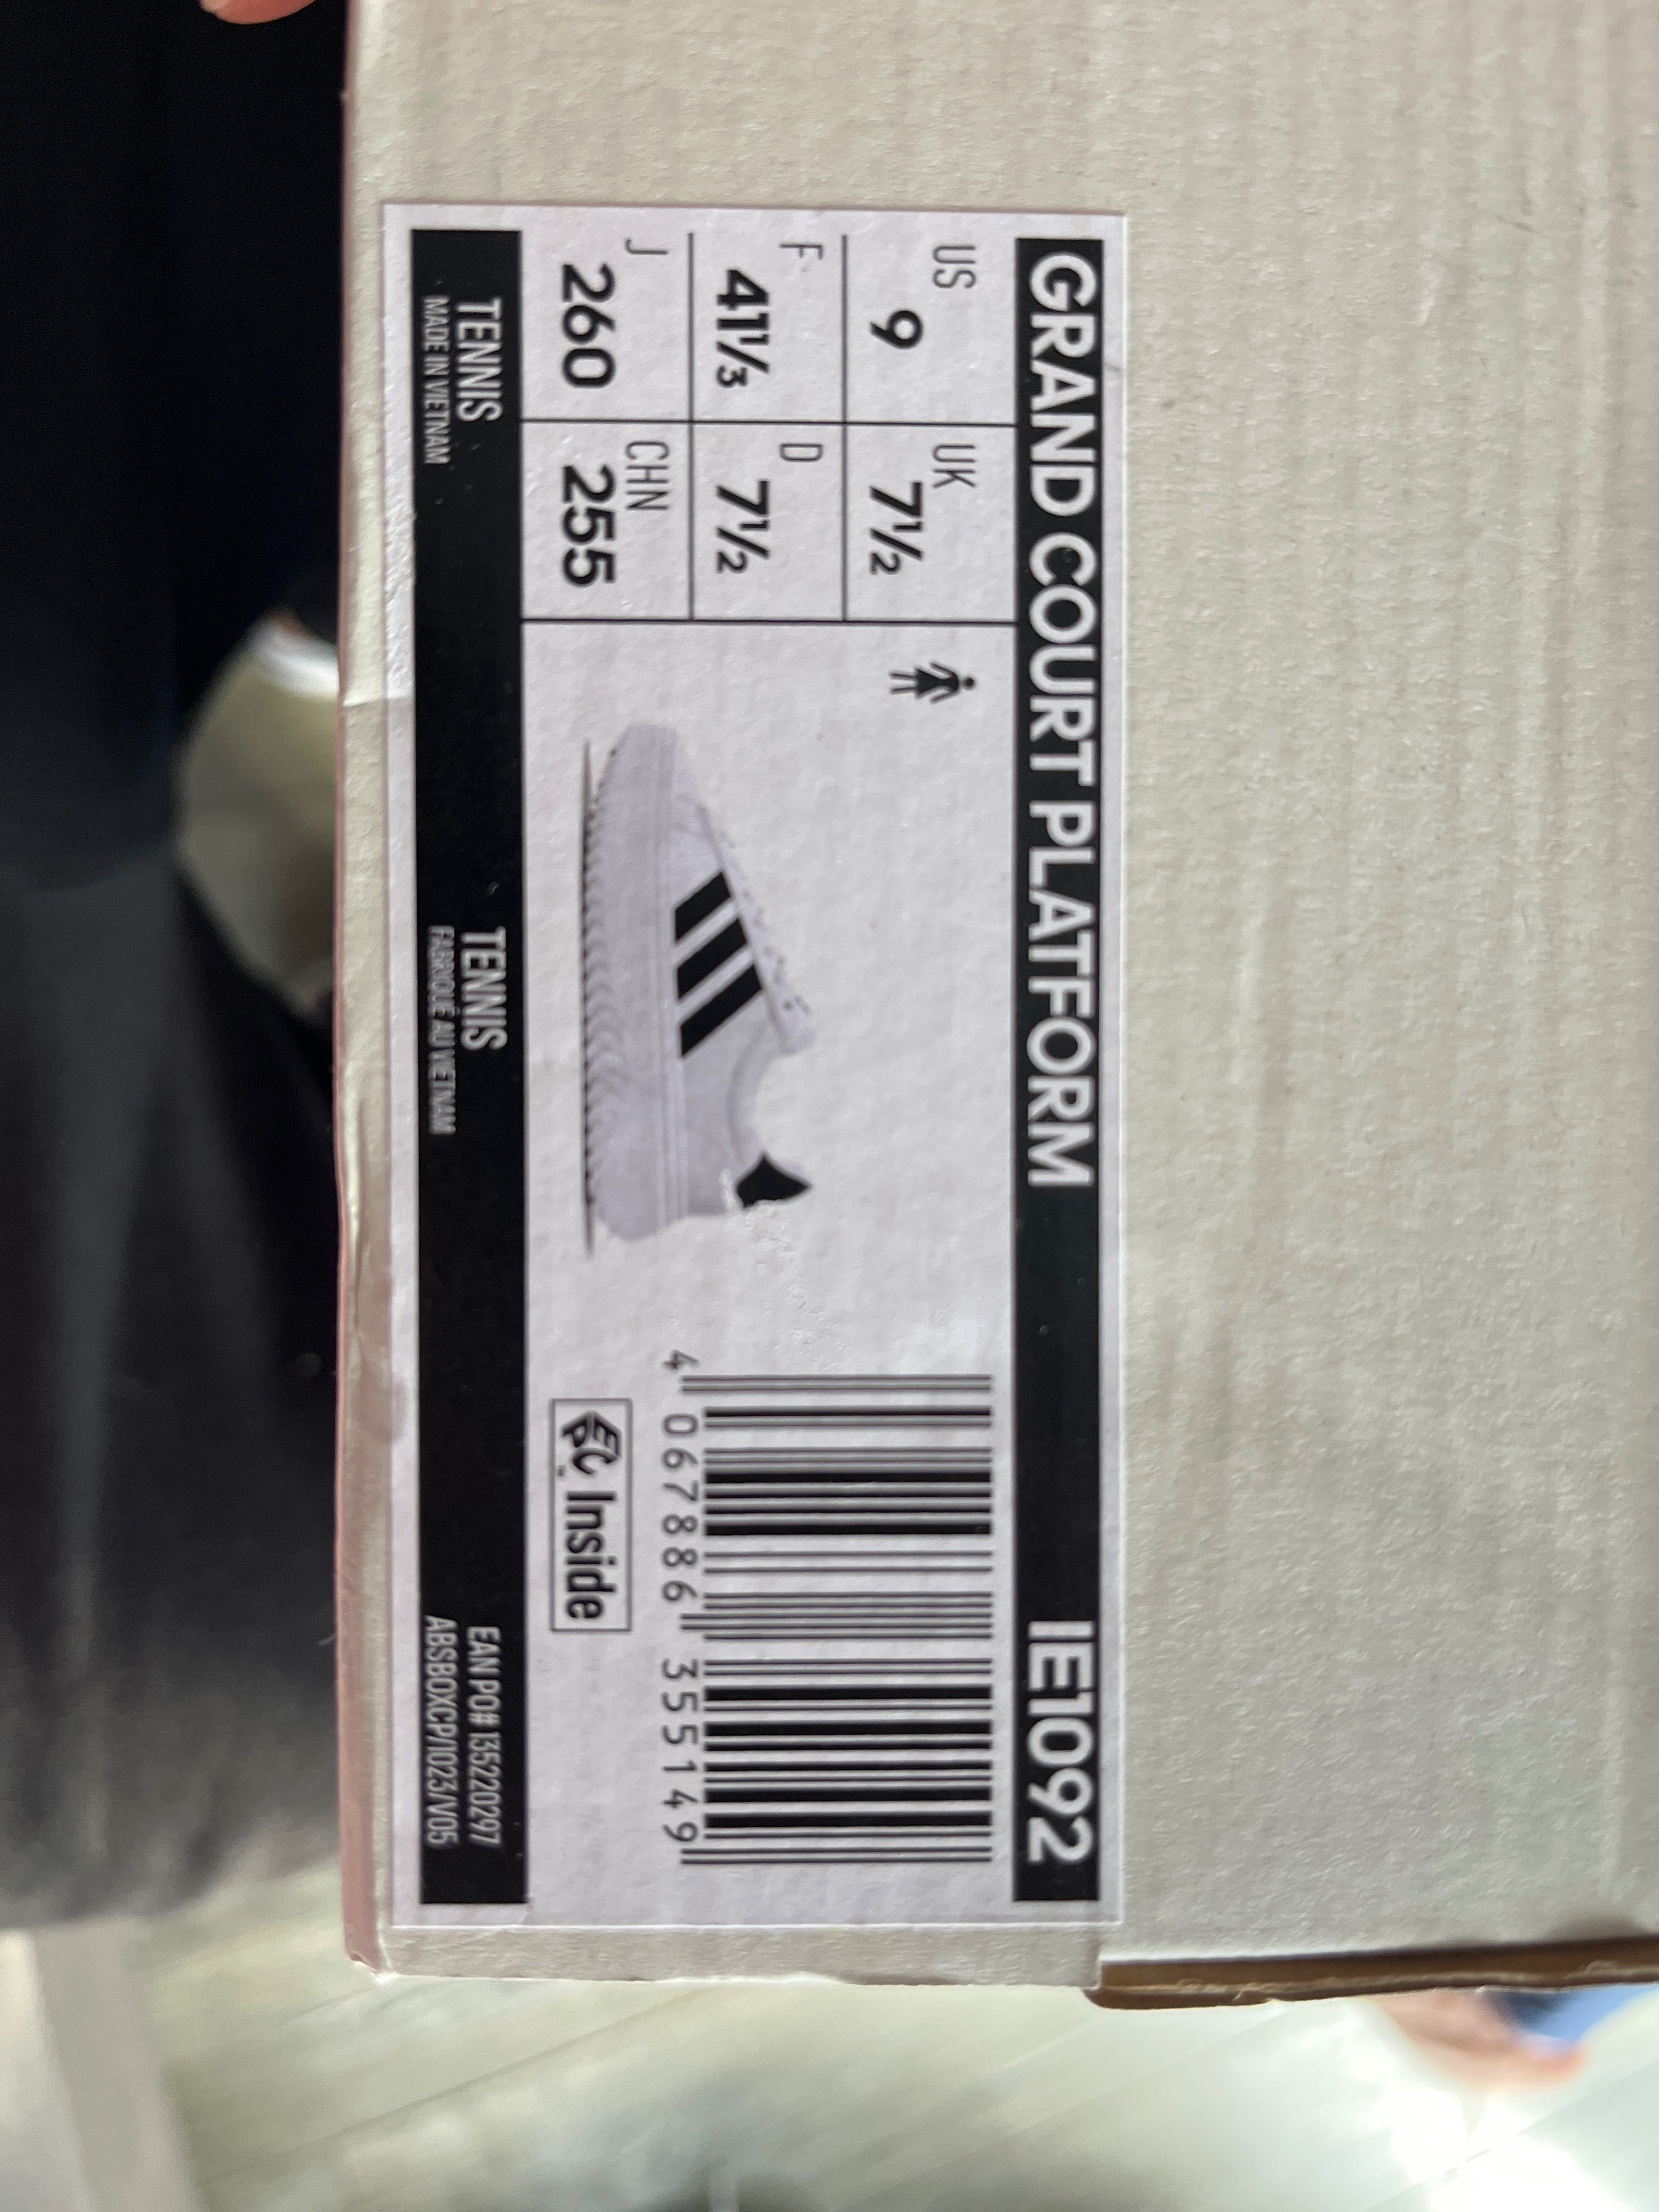 GRAND COURT PLATFORM IE1092
US 9 UK 7½
F 41⅓ D 7½
J 260 CHN 255
4 067886 355149
EC Inside
TENNIS
MADE IN VIETNAM
TENNIS
FABRIQUÉ AU VIETNAM
EAN PO# 135220297
ABSBOXCP/1023/V05